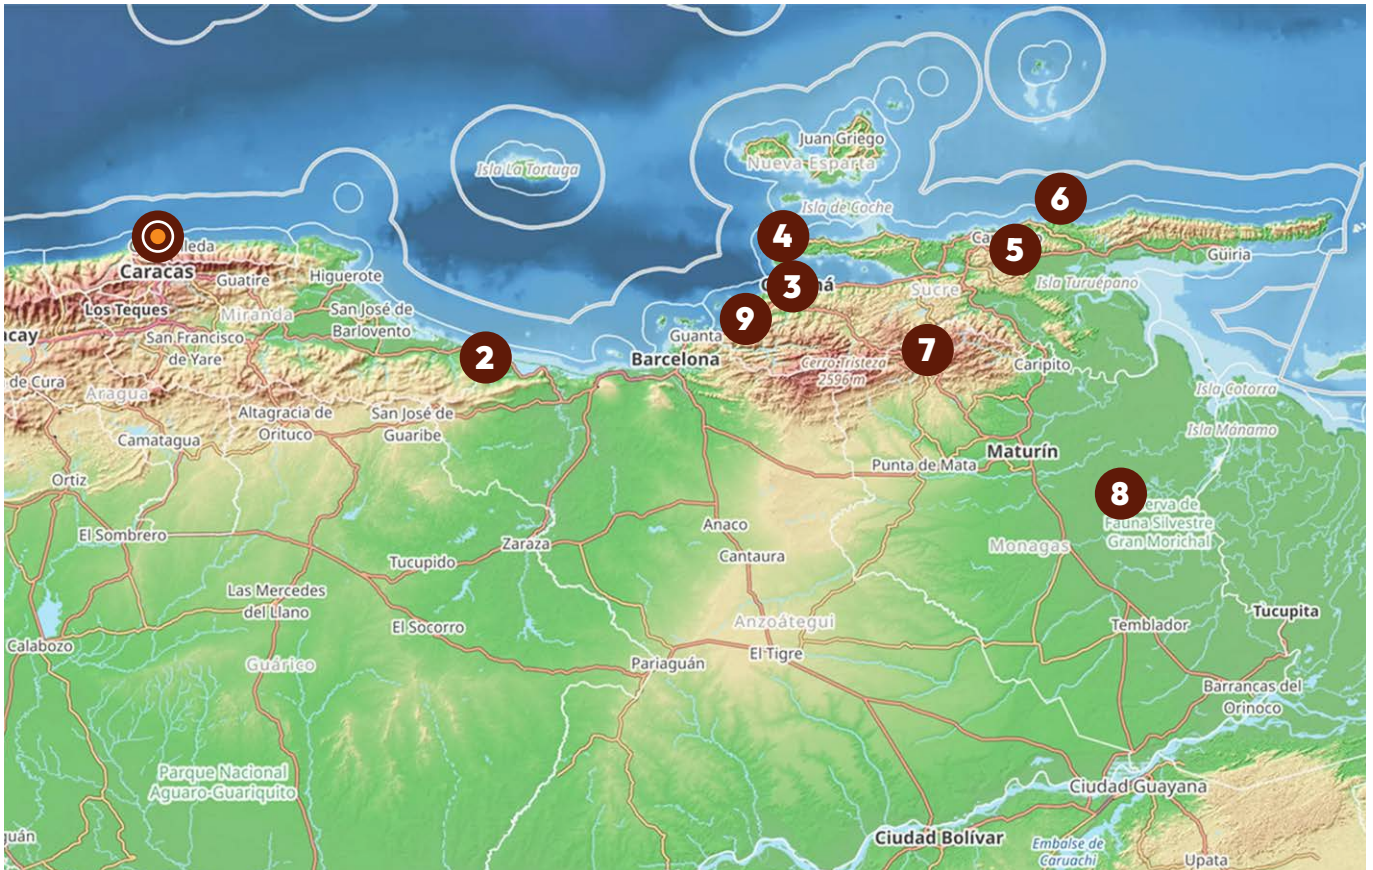 Juan Griego
Nueva Esparta
Isla La Tortuga
Isla de Coche
6
4
5
Güiria
Caracas
Guatire
Higuerote
Isla Turuépano
3
Sucre
Los Teques
Miranda
San José de
Barlovento
9
Guanta
San Francisco
de Yare
2
Barcelona
7
Cerro Tristeza
2596 m
Caripito
de Cura
Aragua
Isla Cotorra
Altagracia de
Orituco
San José de
Guaribe
Isla Mánamo
Camatagua
Maturín
Punta de Mata
Ortiz
8
Fauna Silvestre
Gran Morichal
El Sombrero
Anaco
Zaraza
Monagas
Cantaura
Tucupido
Las Mercedes
del Llano
Tucupita
El Socorro
Anzoátegui
Temblador
Calabozo
El Tigre
Guárico
Pariaguán
Barrancas del
Orinoco
Parque Nacional
Aguaro-Guariquito
Ciudad Guayana
Ciudad Bolívar
Embalse de
Caruachi
Upata